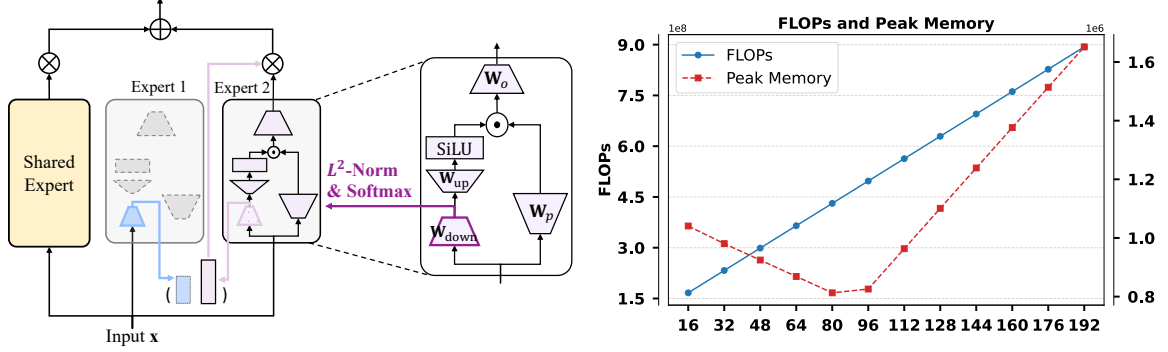 Expert 1
Expert 2
Shared
Expert
L²-Norm
& Softmax
W_o
SiLU
W_up
W_p
W_down
( )
Input x
FLOPs and Peak Memory
1e8
1e6
FLOPs
Peak Memory
FLOPs
9.0
7.5
6.0
4.5
3.0
1.5
1.6
1.4
1.2
1.0
0.8
16 32 48 64 80 96 112 128 144 160 176 192